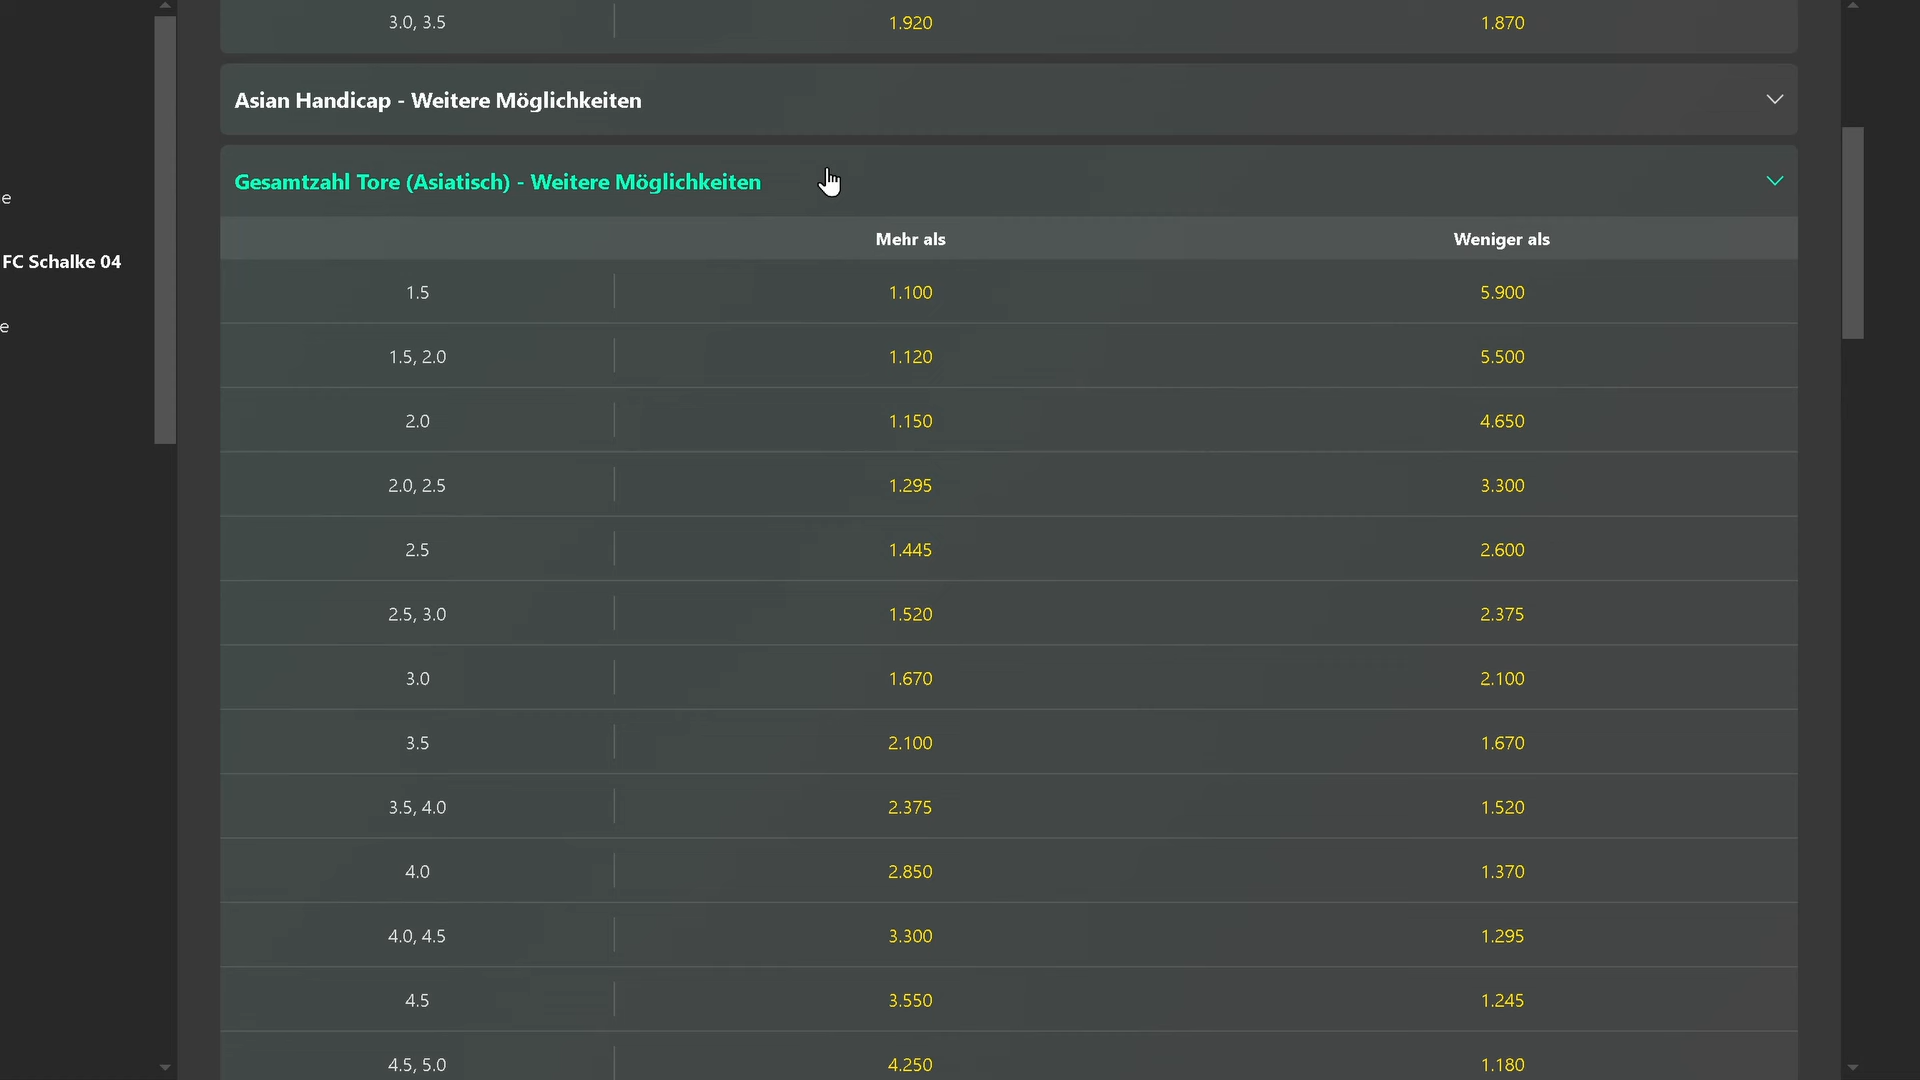 3.0, 3.5 1.920 1.870
Asian Handicap - Weitere Möglichkeiten
Gesamtzahl Tore (Asiatisch) - Weitere Möglichkeiten
Mehr als Weniger als
1.5 1.100 5.900
e
1.5, 2.0 1.120 5.500
FC Schalke 04
2.0 1.150 4.650
e
2.0, 2.5 1.295 3.300
2.5 1.445 2.600
2.5, 3.0 1.520 2.375
3.0 1.670 2.100
3.5 2.100 1.670
3.5, 4.0 2.375 1.520
4.0 2.850 1.370
4.0, 4.5 3.300 1.295
4.5 3.550 1.245
4.5, 5.0 4.250 1.180